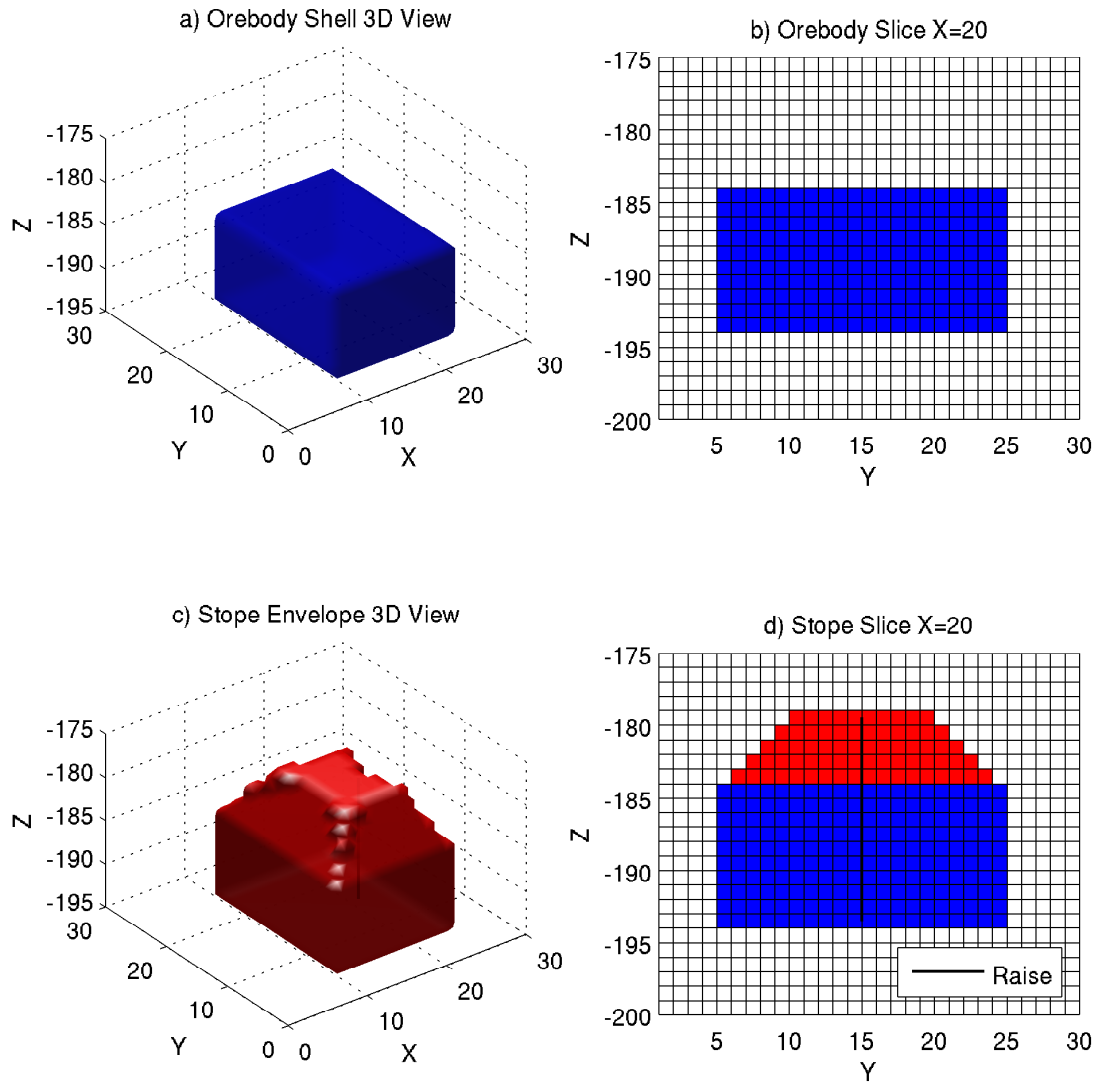 a) Orebody Shell 3D View
-175
-180
-185
-190
-195
Z
30
20
10
0
Y
0
10
20
30
X
b) Orebody Slice X=20
-175
-180
-185
-190
-195
-200
Z
5 10 15 20 25 30
Y
c) Stope Envelope 3D View
-175
-180
-185
-190
-195
Z
30
20
10
0
Y
0
10
20
30
X
d) Stope Slice X=20
-175
-180
-185
-190
-195
-200
Z
Raise
5 10 15 20 25 30
Y